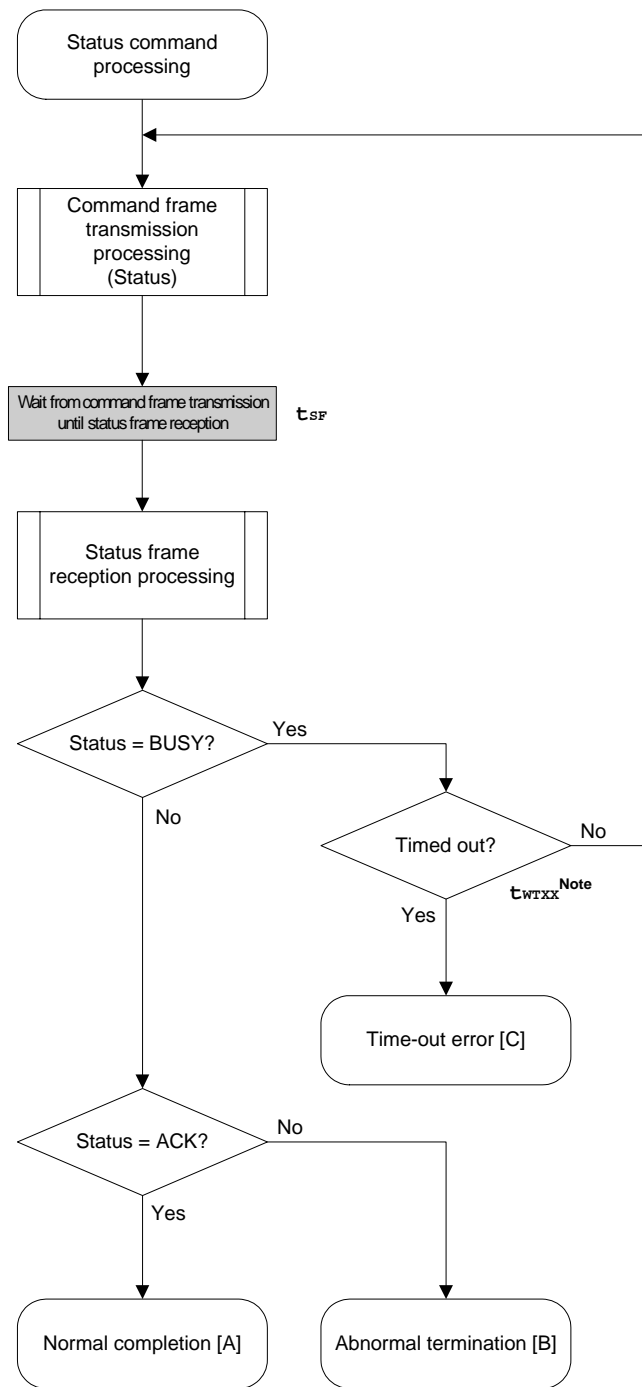 Status command
processing
Command frame
transmission
processing
(Status)
Wait from command frame transmission
until status frame reception
tSF
Status frame
reception processing
Status = BUSY?
Yes
No
Timed out?
No
tWTXX Note
Yes
Time-out error [C]
Status = ACK?
No
Yes
Normal completion [A]
Abnormal termination [B]